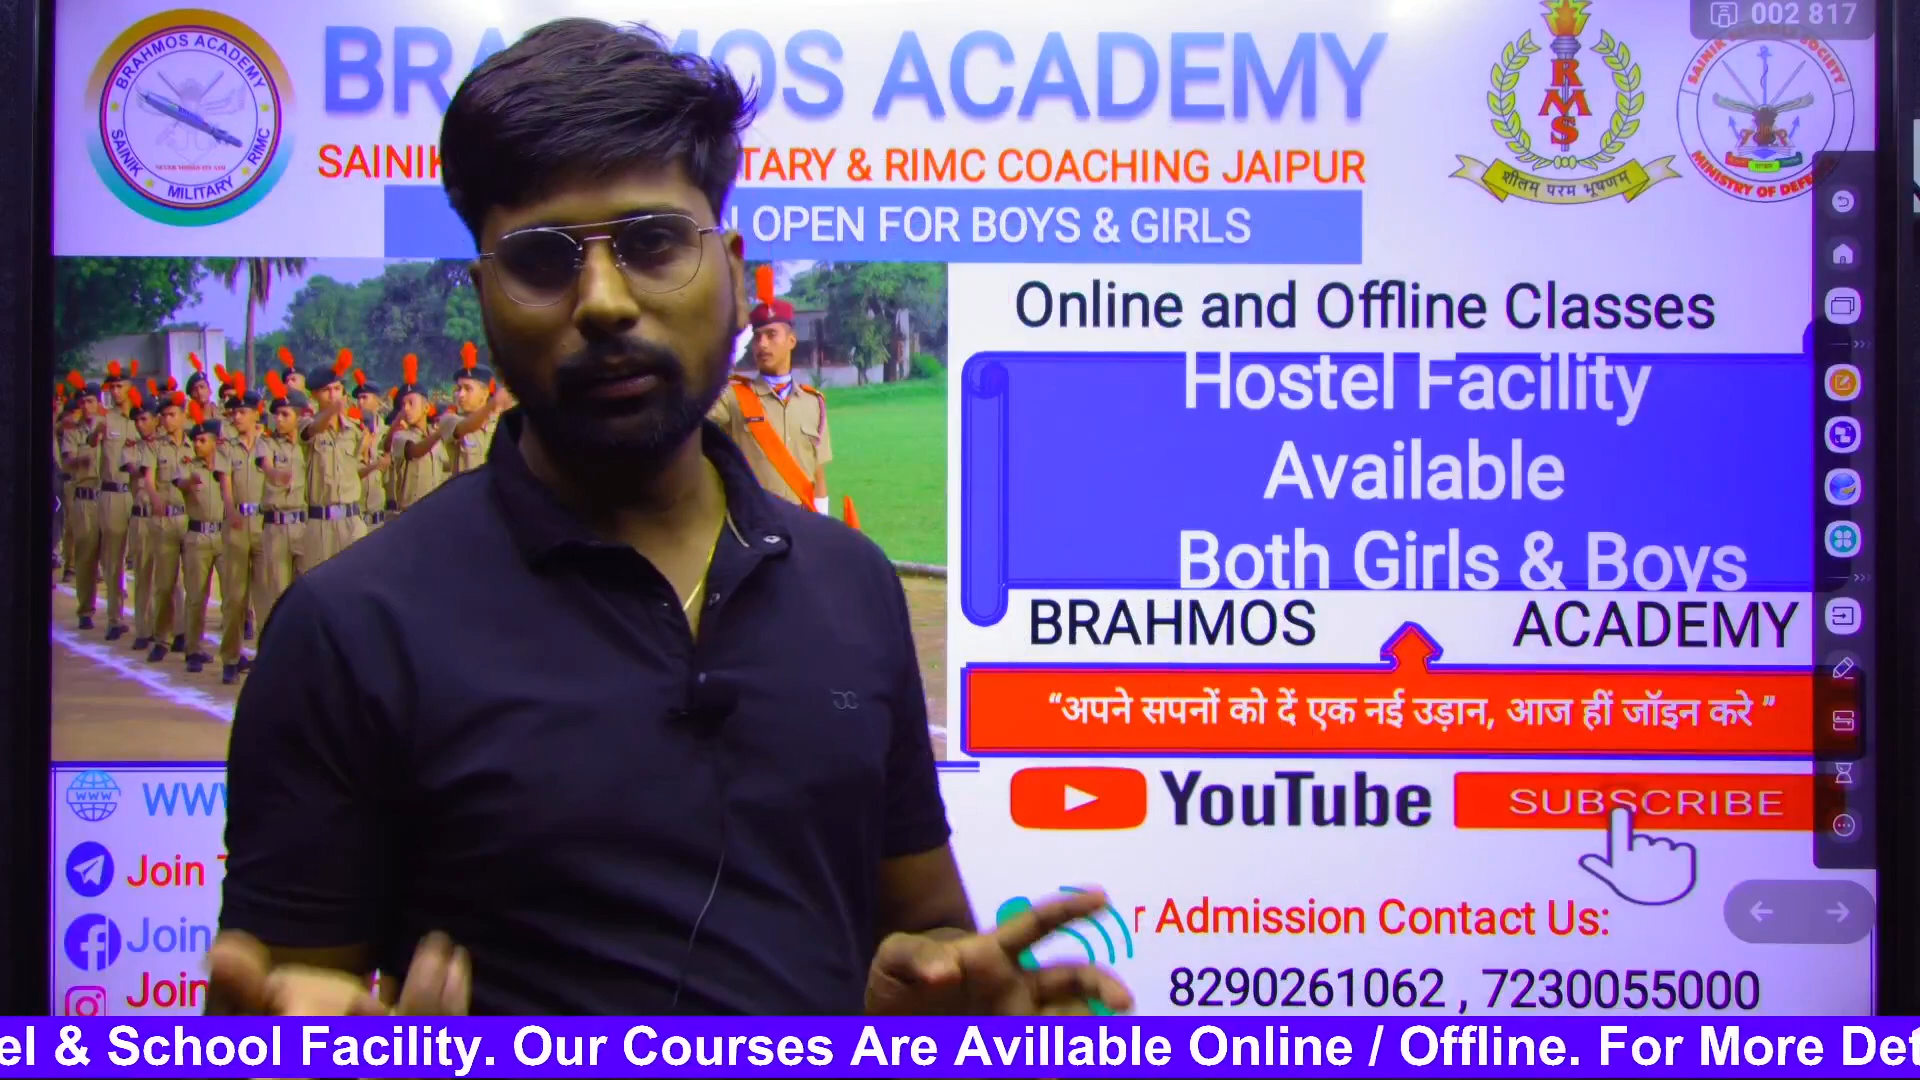 002 817
BRAHMOS ACADEMY
SAINIK
MILITARY
RIMC
BRAHMOS ACADEMY
SAINIK TARY & RIMC COACHING JAIPUR
OPEN FOR BOYS & GIRLS
RMS
शीलम् परम भूषणम्
SAINIK SOCIETY
MINISTRY OF
Online and Offline Classes
Hostel Facility
Available
Both Girls & Boys
BRAHMOS ACADEMY
“अपने सपनों को दें एक नई उड़ान, आज हीं जॉइन करे ”
YouTube SUBSCRIBE
WWW
Join
Join
Join
r Admission Contact Us:
8290261062 , 7230055000
el & School Facility. Our Courses Are Avillable Online / Offline. For More Det